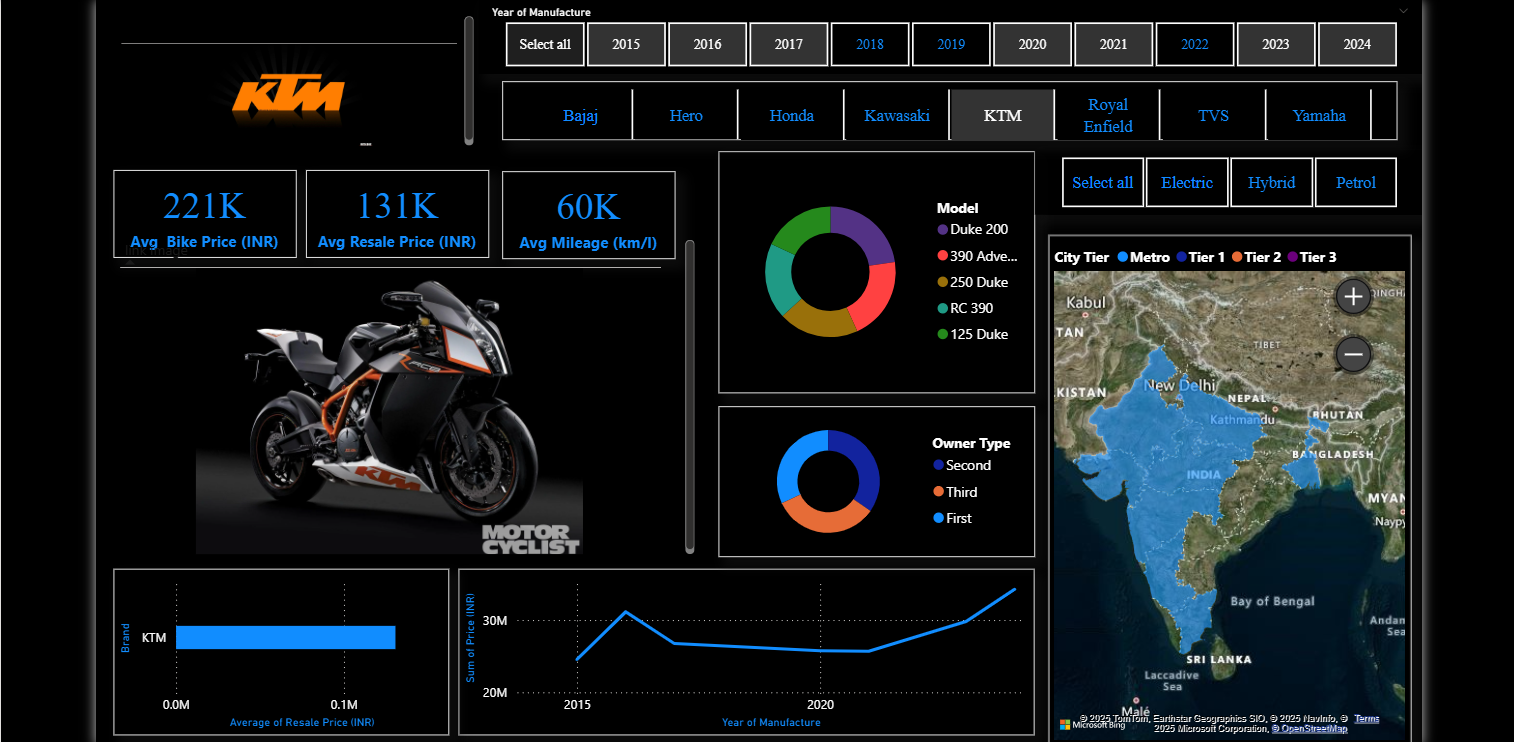 Year of Manufacture
Select all
2015
2016
2017
2018
2019
2020
2021
2022
2023
2024
KTM
Bajaj
Hero
Honda
Kawasaki
KTM
Royal
Enfield
TVS
Yamaha
221K
Avg Bike Price (INR)
131K
Avg Resale Price (INR)
60K
Avg Mileage (km/l)
Model
Duke 200
390 Adve...
250 Duke
RC 390
125 Duke
Select all
Electric
Hybrid
Petrol
City Tier
Metro
Tier 1
Tier 2
Tier 3
Kabul
QINGHA
TAN
TIBET
New Delhi
KISTAN
NEPAL
Kathmandu
BHUTAN
BANGLADESH
INDIA
MYAN
Naypy
Bay of Bengal
Andam
Sea
SRI LANKA
Laccadive
Sea
Malé
Microsoft Bing
© 2025 TomTom, Earthstar Geographics SIO, © 2025 NavInfo, © Terms
2025 Microsoft Corporation, © OpenStreetMap
KTM
MOTOR
CYCLIST
Owner Type
Second
Third
First
Brand
KTM
0.0M
0.1M
Average of Resale Price (INR)
Sum of Price (INR)
30M
20M
2015
2020
Year of Manufacture